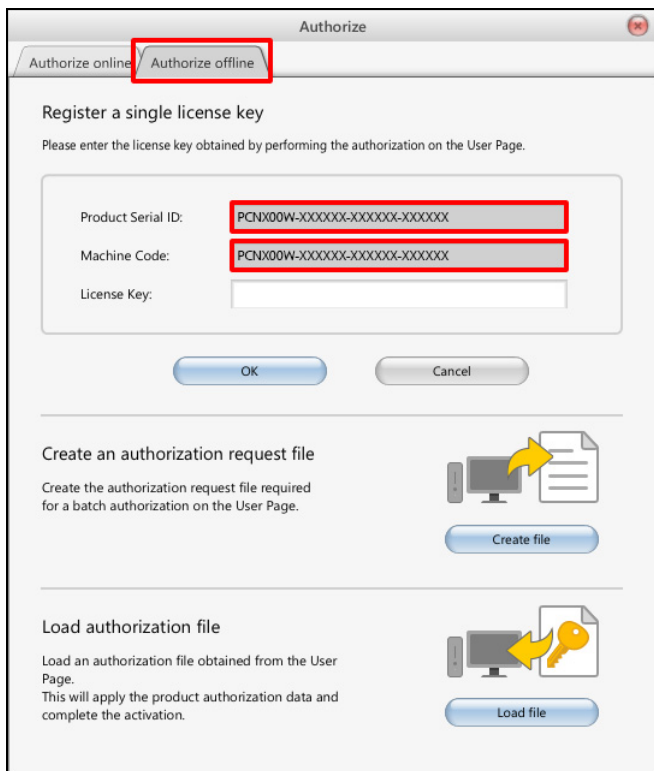 Authorize
Authorize online
Authorize offline
Register a single license key
Please enter the license key obtained by performing the authorization on the User Page.
Product Serial ID: PCNX00W-XXXXXX-XXXXXX-XXXXXX
Machine Code: PCNX00W-XXXXXX-XXXXXX-XXXXXX
License Key:
OK
Cancel
Create an authorization request file
Create the authorization request file required
for a batch authorization on the User Page.
Create file
Load authorization file
Load an authorization file obtained from the User
Page.
This will apply the product authorization data and
complete the activation.
Load file